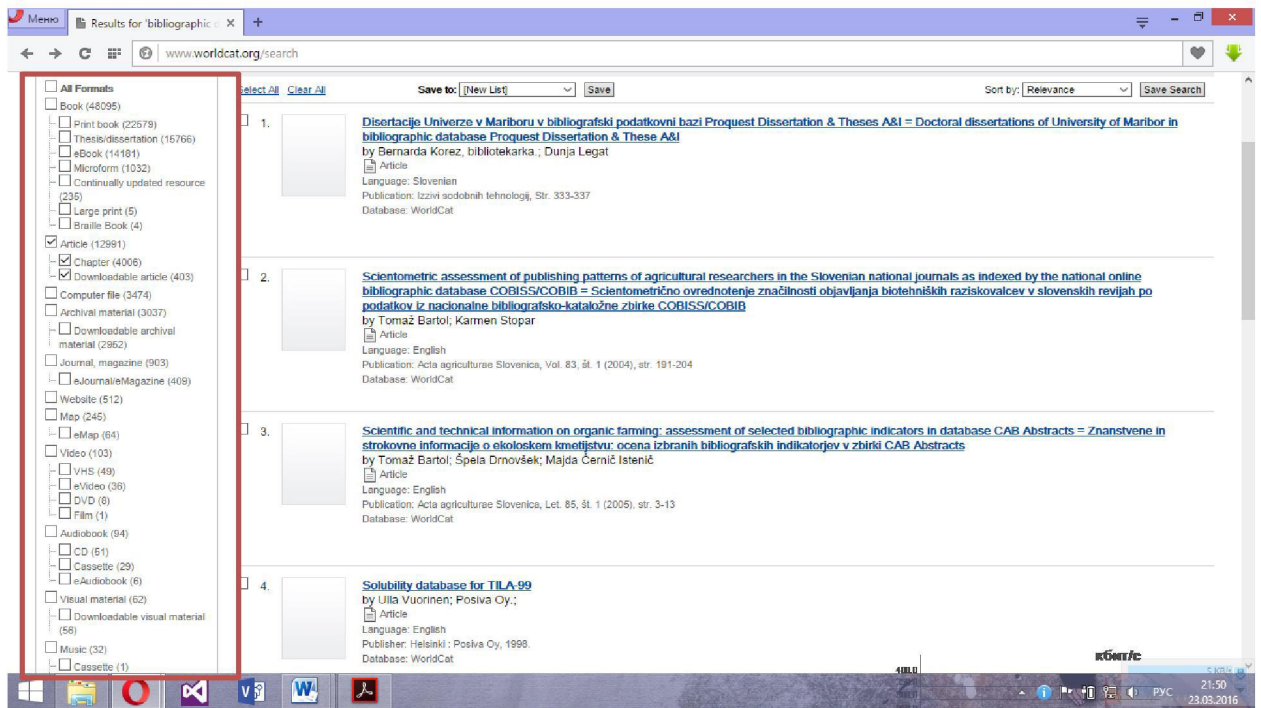 Меню
Results for 'bibliographic
www.worldcat.org/search
All Formats
Book (48095)
Print book (22579)
Thesis/dissertation (15766)
eBook (14181)
Microform (1032)
Continually updated resource
(235)
Large print (5)
Braille Book (4)
Article (12991)
Chapter (4006)
Downloadable article (403)
Computer file (3474)
Archival material (3037)
Downloadable archival
material (2952)
Journal, magazine (903)
eJournal/eMagazine (409)
Website (512)
Map (245)
eMap (64)
Video (103)
VHS (49)
eVideo (36)
DVD (8)
Film (1)
Audiobook (94)
CD (51)
Cassette (29)
eAudiobook (6)
Visual material (62)
Downloadable visual material
(58)
Music (32)
Cassette (1)
Select All Clear All Save to: [New List] Save Sort by: Relevance Save Search
1. Disertacije Univerze v Mariboru v bibliografski podatkovni bazi Proquest Dissertation & Theses A&I = Doctoral dissertations of University of Maribor in
bibliographic database Proquest Dissertation & These A&I
by Bernarda Korez, bibliotekarka.; Dunja Legat
Article
Language: Slovenian
Publication: Izzivi sodobnih tehnologij, Str. 333-337
Database: WorldCat
2. Scientometric assessment of publishing patterns of agricultural researchers in the Slovenian national journals as indexed by the national online
bibliographic database COBISS/COBIB = Scientometrično ovrednotenje značilnosti objavljanja biotehniških raziskovalcev v slovenskih revijah po
podatkov iz nacionalne bibliografsko-kataložne zbirke COBISS/COBIB
by Tomaž Bartol; Karmen Stopar
Article
Language: English
Publication: Acta agriculturae Slovenica, Vol. 83, št. 1 (2004), str. 191-204
Database: WorldCat
3. Scientific and technical information on organic farming: assessment of selected bibliographic indicators in database CAB Abstracts = Znanstvene in
strokovne informacije o ekoloskem kmetijstvu: ocena izbranih bibliografskih indikatorjev v zbirki CAB Abstracts
by Tomaž Bartol; Špela Drnovšek; Majda Černič Istenič
Article
Language: English
Publication: Acta agriculturae Slovenica, Let. 85, št. 1 (2005), str. 3-13
Database: WorldCat
4. Solubility database for TILA-99
by Ulla Vuorinen; Posiva Oy.;
Article
Language: English
Publisher: Helsinki : Posiva Oy, 1998.
Database: WorldCat
кбит/с
РУС
21:50
23.03.2016